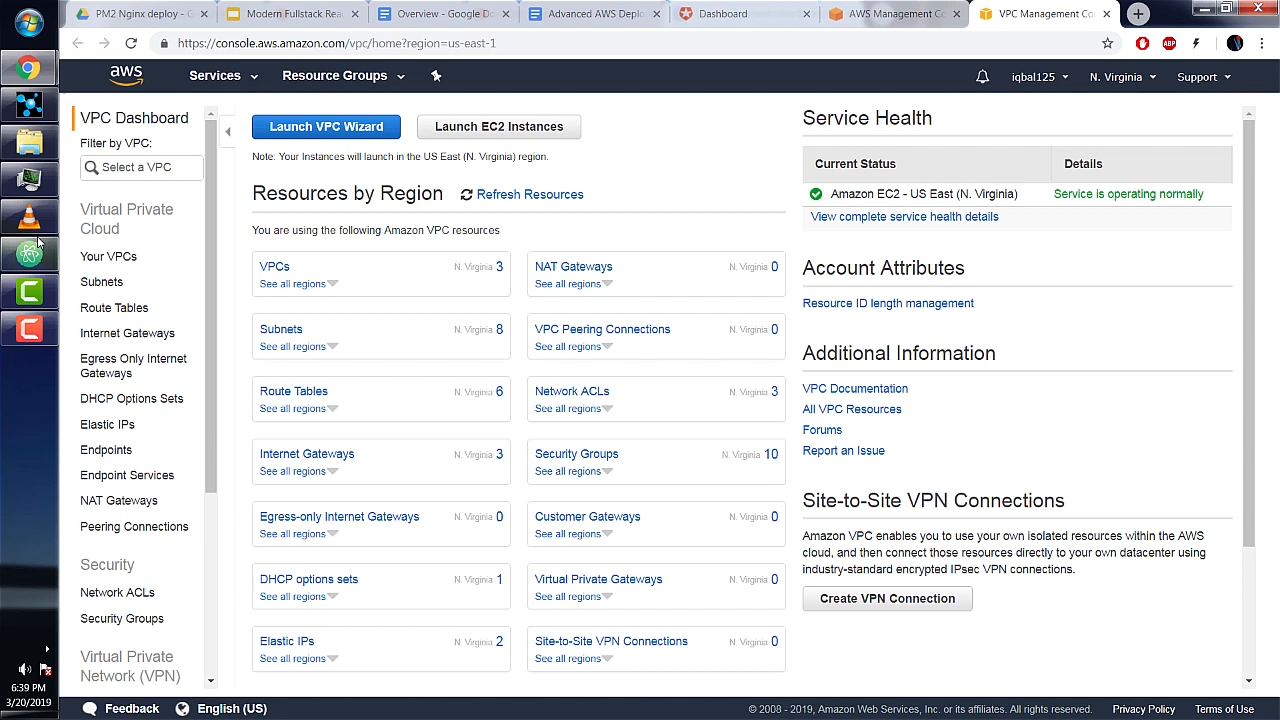 PM2 Nginx deploy - G
Modern Fullstack Rea
Overview - Google Do
Advanced AWS Deplo
Dashboard
AWS Management Co
VPC Management Co
https://console.aws.amazon.com/vpc/home?region=us-east-1
ABP
aws
Services
Resource Groups
iqbal125
N. Virginia
Support
VPC Dashboard
Filter by VPC:
Select a VPC
Virtual Private
Cloud
Your VPCs
Subnets
Route Tables
Internet Gateways
Egress Only Internet
Gateways
DHCP Options Sets
Elastic IPs
Endpoints
Endpoint Services
NAT Gateways
Peering Connections
Security
Network ACLs
Security Groups
Virtual Private
Network (VPN)
Launch VPC Wizard
Launch EC2 Instances
Note: Your Instances will launch in the US East (N. Virginia) region.
Resources by Region
Refresh Resources
You are using the following Amazon VPC resources
VPCs N. Virginia 3
See all regions
NAT Gateways N. Virginia 0
See all regions
Subnets N. Virginia 8
See all regions
VPC Peering Connections N. Virginia 0
See all regions
Route Tables N. Virginia 6
See all regions
Network ACLs N. Virginia 3
See all regions
Internet Gateways N. Virginia 3
See all regions
Security Groups N. Virginia 10
See all regions
Egress-only Internet Gateways N. Virginia 0
See all regions
Customer Gateways N. Virginia 0
See all regions
DHCP options sets N. Virginia 1
See all regions
Virtual Private Gateways N. Virginia 0
See all regions
Elastic IPs N. Virginia 2
See all regions
Site-to-Site VPN Connections N. Virginia 0
See all regions
Service Health
Current Status Details
Amazon EC2 - US East (N. Virginia) Service is operating normally
View complete service health details
Account Attributes
Resource ID length management
Additional Information
VPC Documentation
All VPC Resources
Forums
Report an Issue
Site-to-Site VPN Connections
Amazon VPC enables you to use your own isolated resources within the AWS
cloud, and then connect those resources directly to your own datacenter using
industry-standard encrypted IPsec VPN connections.
Create VPN Connection
6:39 PM
3/20/2019
Feedback
English (US)
© 2008 - 2019, Amazon Web Services, Inc. or its affiliates. All rights reserved.
Privacy Policy
Terms of Use